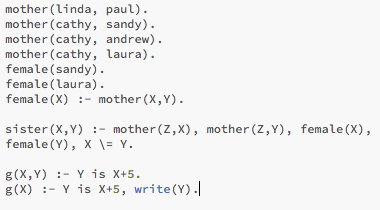 mother(linda, paul).
mother(cathy, sandy).
mother(cathy, andrew).
mother(cathy, laura).
female(sandy).
female(laura).
female(X) :- mother(X,Y).
sister(X,Y) :- mother(Z,X), mother(Z,Y), female(X),
female(Y), X \= Y.
g(X,Y) :- Y is X+5.
g(X) :- Y is X+5, write(Y).